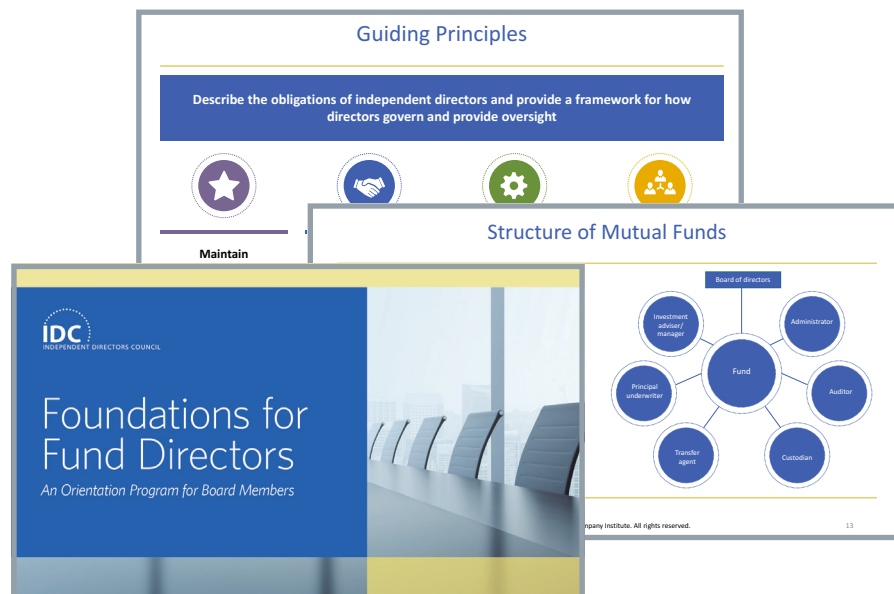 Guiding Principles
Describe the obligations of independent directors and provide a framework for how
directors govern and provide oversight
Maintain
Structure of Mutual Funds
Board of directors
Investment
adviser/
manager
Administrator
Fund
Principal
underwriter
Auditor
Transfer
agent
Custodian
mpany Institute. All rights reserved.
13
IDC
INDEPENDENT DIRECTORS COUNCIL
Foundations for
Fund Directors
An Orientation Program for Board Members